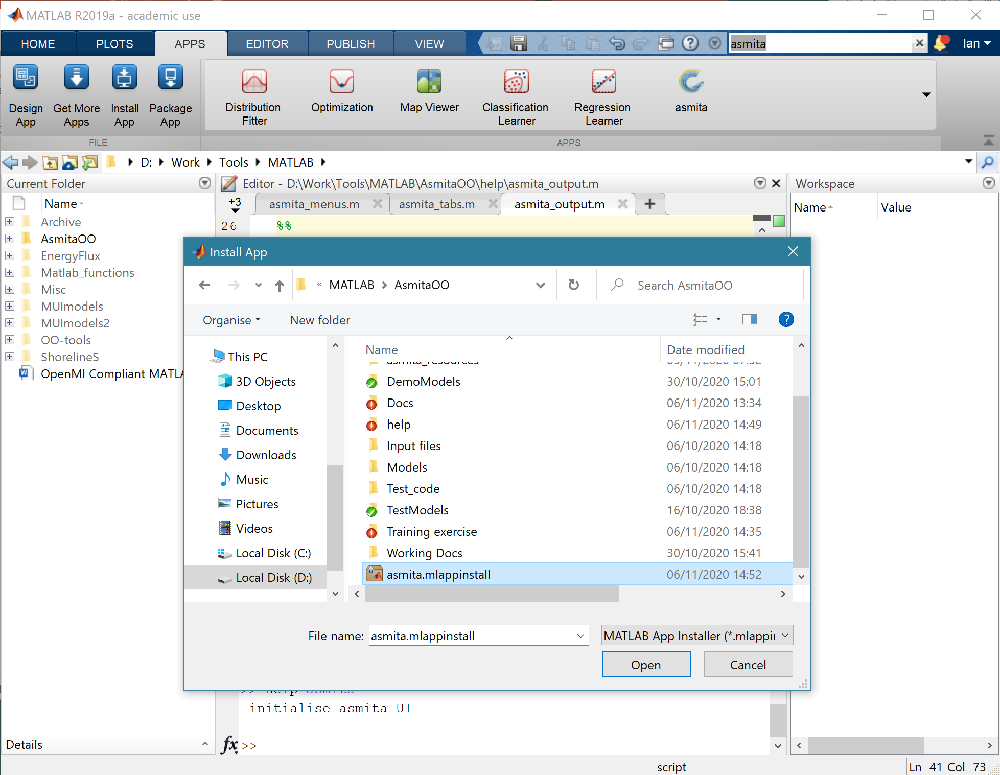 MATLAB R2019a - academic use
HOME PLOTS APPS EDITOR PUBLISH VIEW asmita Ian
Design App
Get More Apps
Install App
Package App
Distribution Fitter
Optimization
Map Viewer
Classification Learner
Regression Learner
asmita
FILE
APPS
D: Work Tools MATLAB
Current Folder
Name
Archive
AsmitaOO
EnergyFlux
Matlab_functions
Misc
MUImodels
MUImodels2
OO-tools
ShorelineS
OpenMI Compliant MATLA
Details
Editor - D:\Work\Tools\MATLAB\AsmitaOO\help\asmita_output.m
+3 asmita_menus.m asmita_tabs.m asmita_output.m
26 %%
Workspace
Name Value
Install App
« MATLAB AsmitaOO
Search AsmitaOO
Organise New folder
This PC
3D Objects
Desktop
Documents
Downloads
Music
Pictures
Videos
Local Disk (C:)
Local Disk (D:)
Name Date modified
asmita_resources
DemoModels 30/10/2020 15:01
Docs 06/11/2020 13:34
help 06/11/2020 14:49
Input files 06/10/2020 14:18
Models 06/10/2020 14:18
Test_code 06/10/2020 14:18
TestModels 16/10/2020 18:38
Training exercise 06/11/2020 14:35
Working Docs 30/10/2020 15:41
asmita.mlappinstall 06/11/2020 14:52
File name: asmita.mlappinstall
MATLAB App Installer (*.mlappi
Open Cancel
>> help asmita
initialise asmita UI
fx >>
script
Ln 41 Col 73